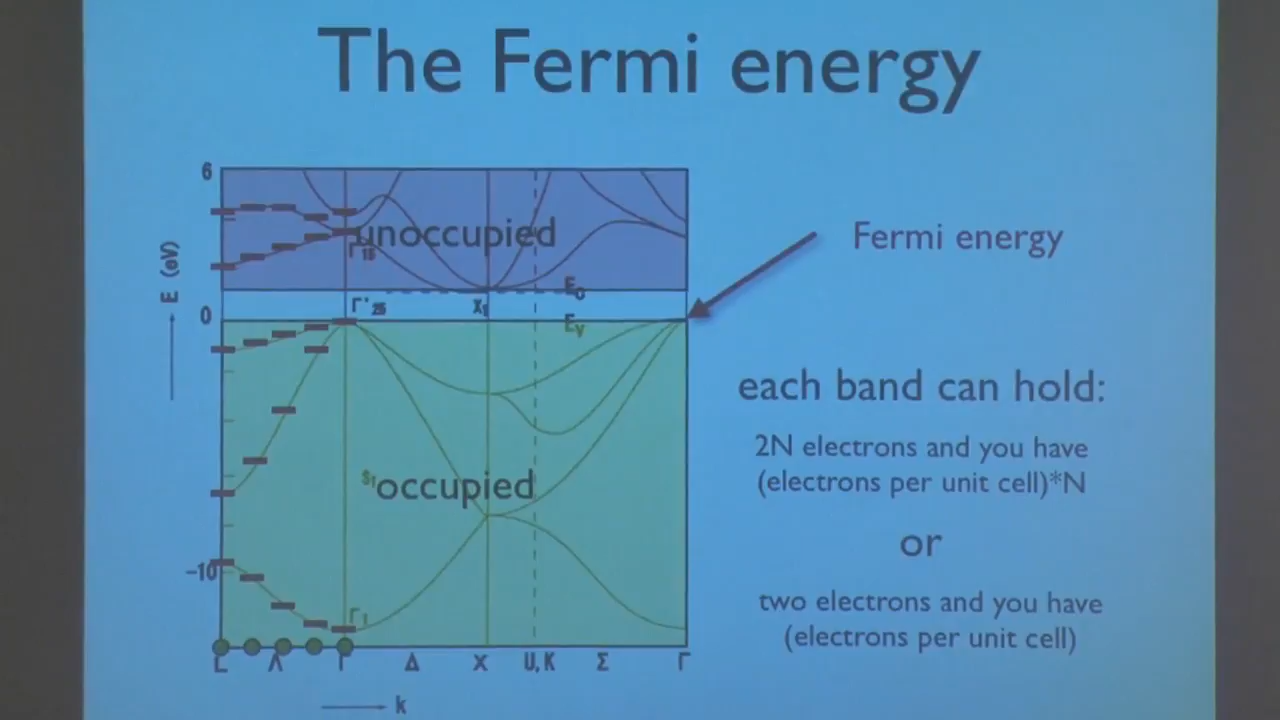 The Fermi energy
6
unoccupied
Γ15
E (eV)
Fermi energy
Ec
Γ'25
X1
0
Ev
each band can hold:
2N electrons and you have
(electrons per unit cell)*N
S1
occupied
or
-10
two electrons and you have
(electrons per unit cell)
Γ1
L Λ Γ Δ X U,K Σ Γ
k